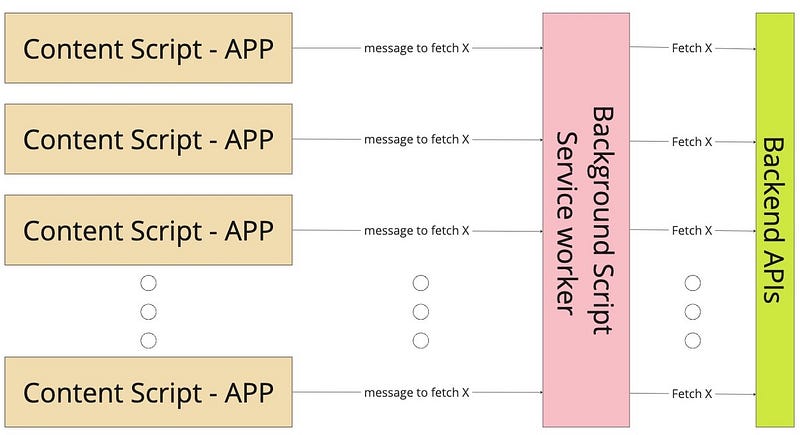 Content Script - APP
message to fetch X
Fetch X
Content Script - APP
message to fetch X
Fetch X
Content Script - APP
message to fetch X
Fetch X
Content Script - APP
message to fetch X
Fetch X
Background Script
Service worker
Backend APIs